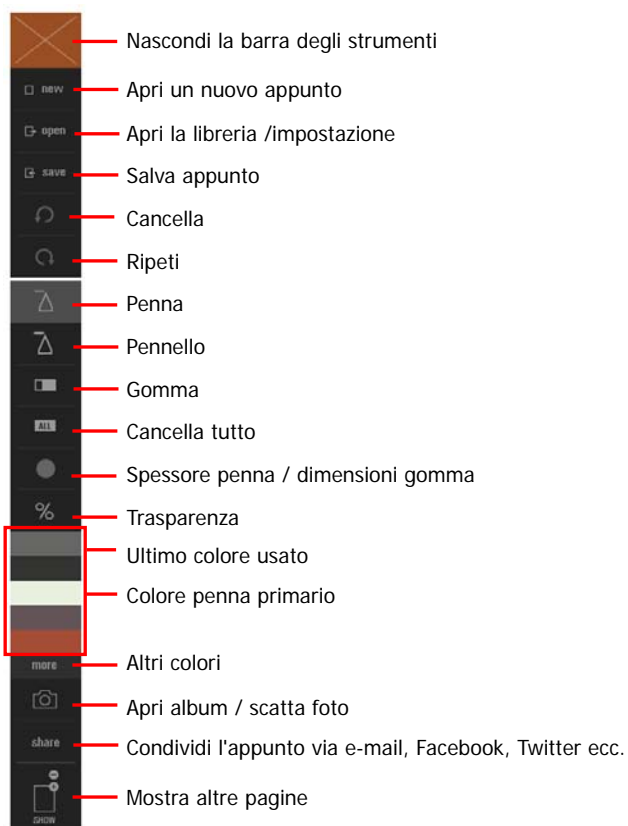 Nascondi la barra degli strumenti
new Apri un nuovo appunto
open Apri la libreria /impostazione
save Salva appunto
Cancella
Ripeti
Penna
Pennello
Gomma
ALL Cancella tutto
Spessore penna / dimensioni gomma
% Trasparenza
Ultimo colore usato
Colore penna primario
more Altri colori
Apri album / scatta foto
share Condividi l'appunto via e-mail, Facebook, Twitter ecc.
Mostra altre pagine
SHOW